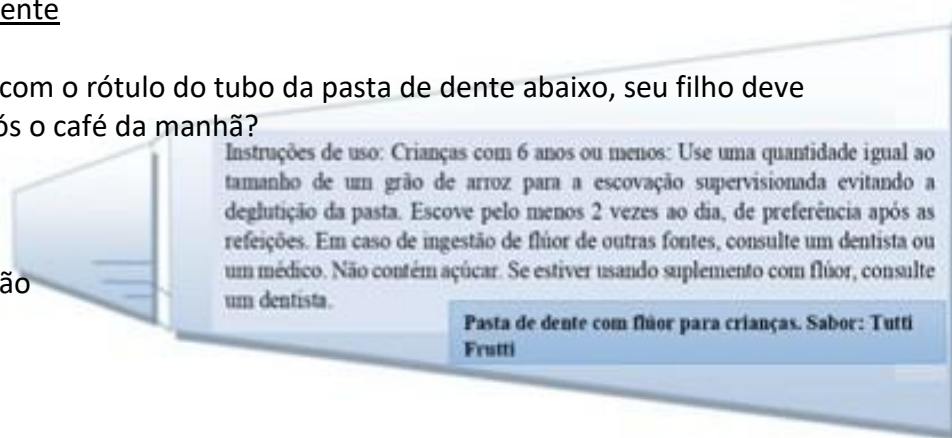 ente
com o rótulo do tubo da pasta de dente abaixo, seu filho deve
ós o café da manhã?
Instruções de uso: Crianças com 6 anos ou menos: Use uma quantidade igual ao
tamanho de um grão de arroz para a escovação supervisionada evitando a
deglutição da pasta. Escove pelo menos 2 vezes ao dia, de preferência após as
refeições. Em caso de ingestão de flúor de outras fontes, consulte um dentista ou
um médico. Não contém açúcar. Se estiver usando suplemento com flúor, consulte
um dentista.
ão
Pasta de dente com flúor para crianças. Sabor: Tutti
Frutti